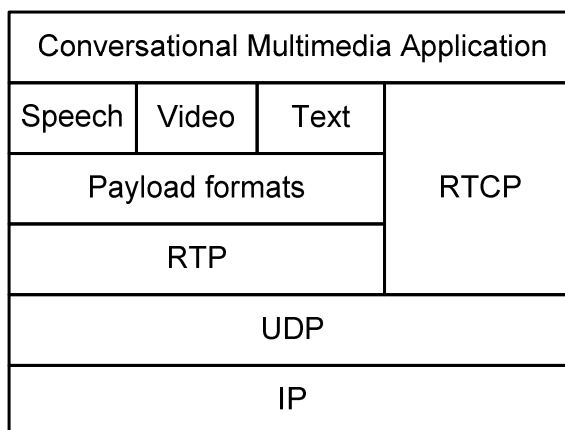 Conversational Multimedia Application
Speech
Video
Text
Payload formats
RTCP
RTP
UDP
IP